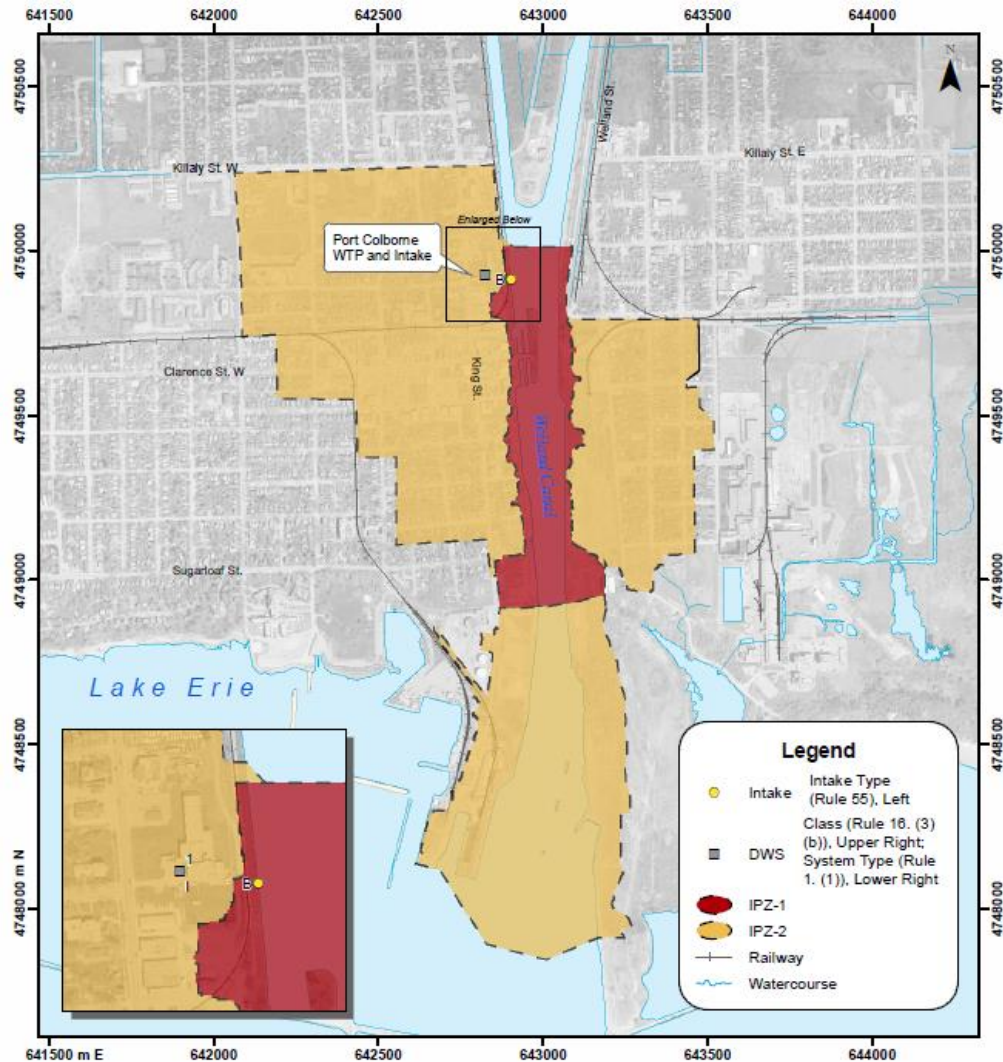 641500
642000
642500
643000
643500
644000
4750500
4750500
N
Welland St.
Killaly St. W
Killaly St. E
Enlarged Below
4750000
4750000
Port Colborne
WTP and Intake
B
Clarence St. W
King St.
4749500
4749500
Welland Canal
Sugarloaf St.
4749000
4749000
Lake Erie
4748500
4748500
1
B
I
4748000 m N
4748000
Legend
Intake
Intake Type
(Rule 55), Left
DWS
Class (Rule 16. (3)
(b)), Upper Right;
System Type (Rule
1. (1)), Lower Right
IPZ-1
IPZ-2
Railway
Watercourse
641500 m E
642000
642500
643000
643500
644000